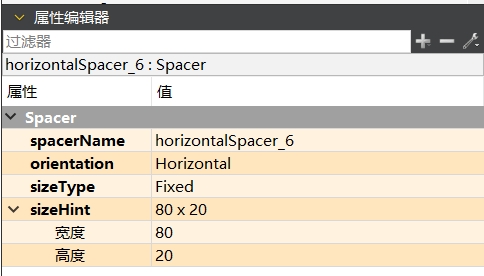 属性编辑器
过滤器
horizontalSpacer_6 : Spacer
属性 值
Spacer
spacerName horizontalSpacer_6
orientation Horizontal
sizeType Fixed
sizeHint 80 x 20
宽度 80
高度 20